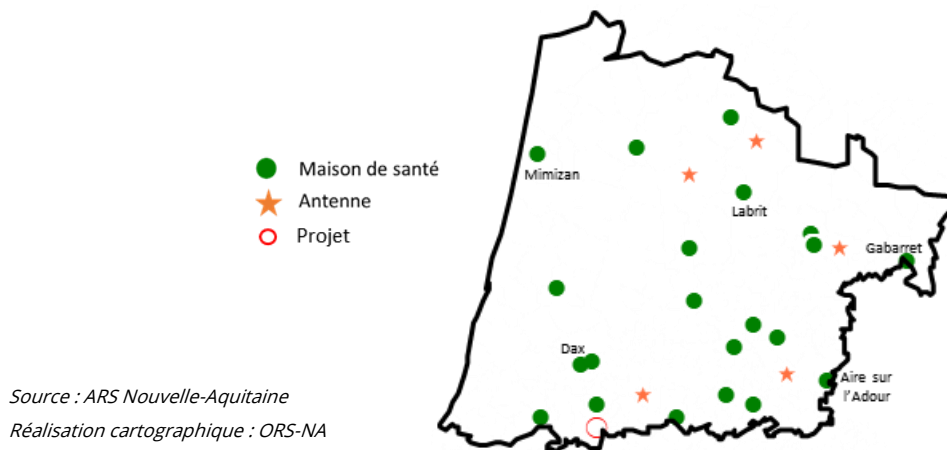 Maison de santé
Antenne
Projet
Mimizan
Labrit
Gabarret
Dax
Aire sur
l'Adour
Source : ARS Nouvelle-Aquitaine
Réalisation cartographique : ORS-NA